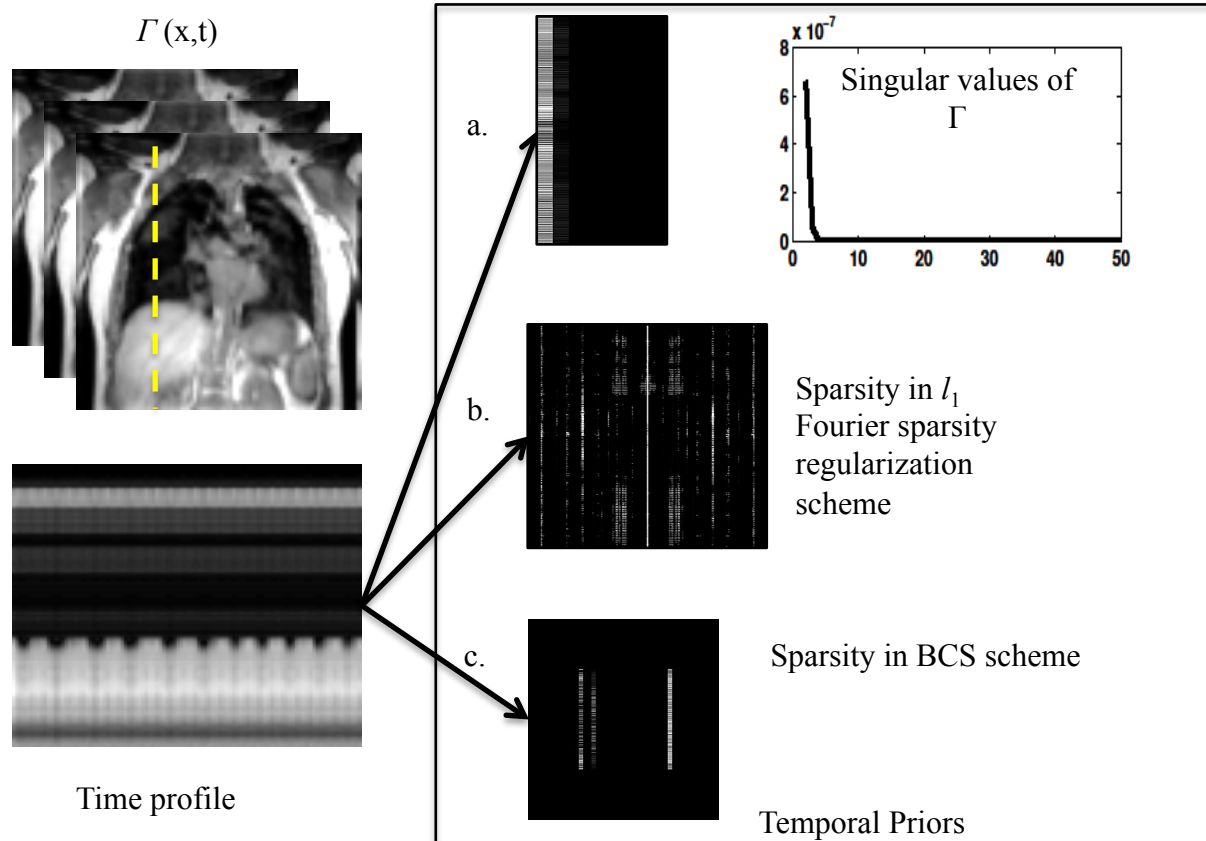 Γ (x,t)
a.
x 10⁻⁷
8
6
4
2
0
0 10 20 30 40 50
Singular values of
Γ
b.
Sparsity in l₁
Fourier sparsity
regularization
scheme
c.
Sparsity in BCS scheme
Time profile
Temporal Priors